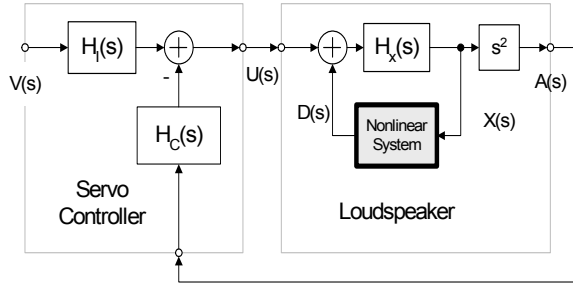 H_I(s)
+
H_x(s)
s²
V(s)
-
U(s)
A(s)
D(s)
X(s)
H_C(s)
Nonlinear
System
Servo
Controller
Loudspeaker
+